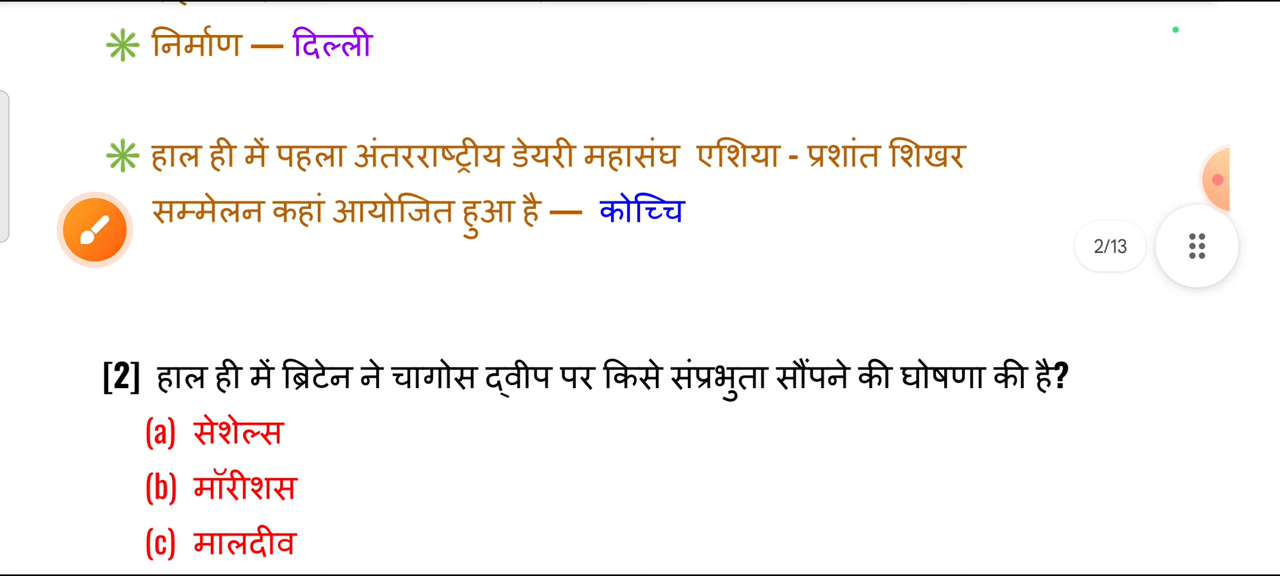 ✳️ निर्माण — दिल्ली
✳️ हाल ही में पहला अंतरराष्ट्रीय डेयरी महासंघ एशिया - प्रशांत शिखर
सम्मेलन कहां आयोजित हुआ है — कोच्चि
2/13
[2] हाल ही में ब्रिटेन ने चागोस द्वीप पर किसे संप्रभुता सौंपने की घोषणा की है?
(a) सेशेल्स
(b) मॉरीशस
(c) मालदीव